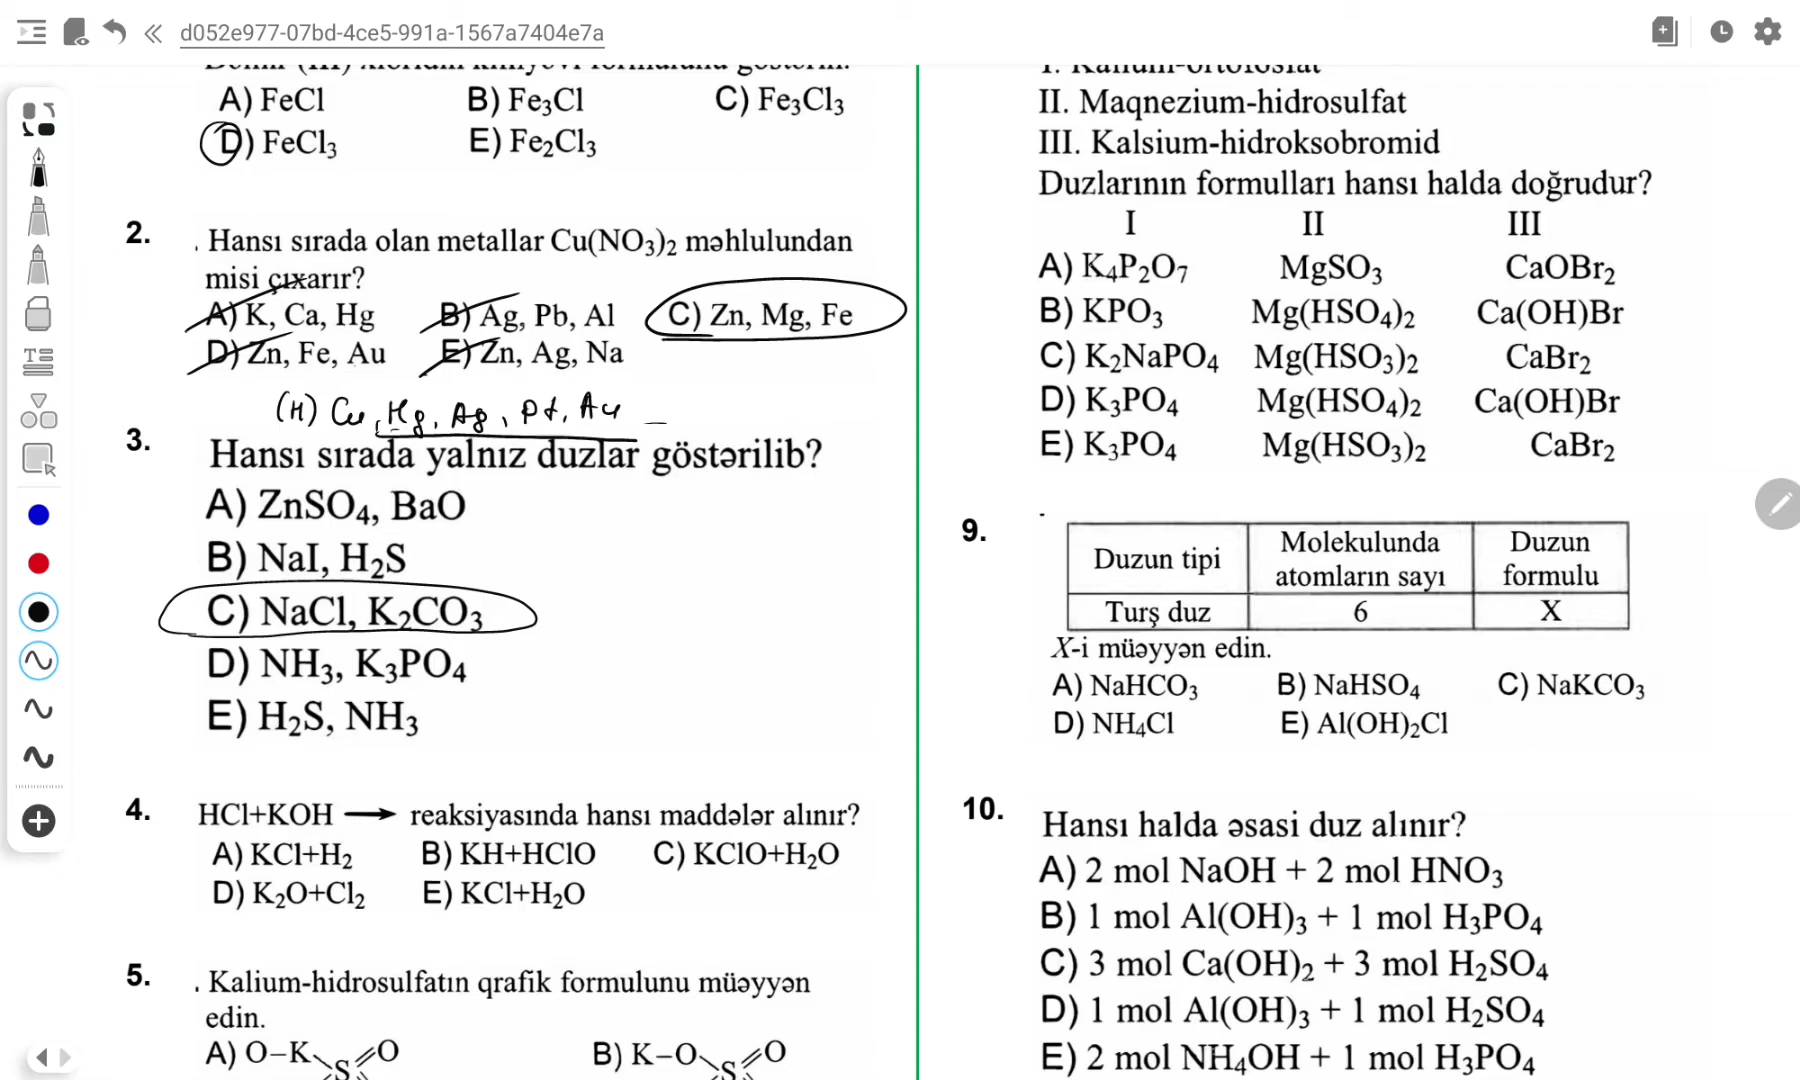 d052e977-07bd-4ce5-991a-1567a7404e7a
A) FeCl B) Fe₃Cl C) Fe₃Cl₃
D) FeCl₃ E) Fe₂Cl₃
2. . Hansı sırada olan metallar Cu(NO₃)₂ məhlulundan
misi çıxarır?
A) K, Ca, Hg B) Ag, Pb, Al C) Zn, Mg, Fe
D) Zn, Fe, Au E) Zn, Ag, Na
(H) Cu, Hg, Ag, Pt, Au
3. Hansı sırada yalnız duzlar göstərilib?
A) ZnSO₄, BaO
B) NaI, H₂S
C) NaCl, K₂CO₃
D) NH₃, K₃PO₄
E) H₂S, NH₃
4. HCl+KOH ⟶ reaksiyasında hansı maddələr alınır?
A) KCl+H₂ B) KH+HClO C) KClO+H₂O
D) K₂O+Cl₂ E) KCl+H₂O
5. . Kalium-hidrosulfatın qrafik formulunu müəyyən
edin.
A) O–K S O B) K–O S O
I. Kalium-ortofosfat
II. Maqnezium-hidrosulfat
III. Kalsium-hidroksobromid
Duzlarının formulları hansı halda doğrudur?
I II III
A) K₄P₂O₇ MgSO₃ CaOBr₂
B) KPO₃ Mg(HSO₄)₂ Ca(OH)Br
C) K₂NaPO₄ Mg(HSO₃)₂ CaBr₂
D) K₃PO₄ Mg(HSO₄)₂ Ca(OH)Br
E) K₃PO₄ Mg(HSO₃)₂ CaBr₂
9. Duzun tipi Molekulunda atomların sayı Duzun formulu
Turş duz 6 X
X-i müəyyən edin.
A) NaHCO₃ B) NaHSO₄ C) NaKCO₃
D) NH₄Cl E) Al(OH)₂Cl
10. Hansı halda əsasi duz alınır?
A) 2 mol NaOH + 2 mol HNO₃
B) 1 mol Al(OH)₃ + 1 mol H₃PO₄
C) 3 mol Ca(OH)₂ + 3 mol H₂SO₄
D) 1 mol Al(OH)₃ + 1 mol H₂SO₄
E) 2 mol NH₄OH + 1 mol H₃PO₄